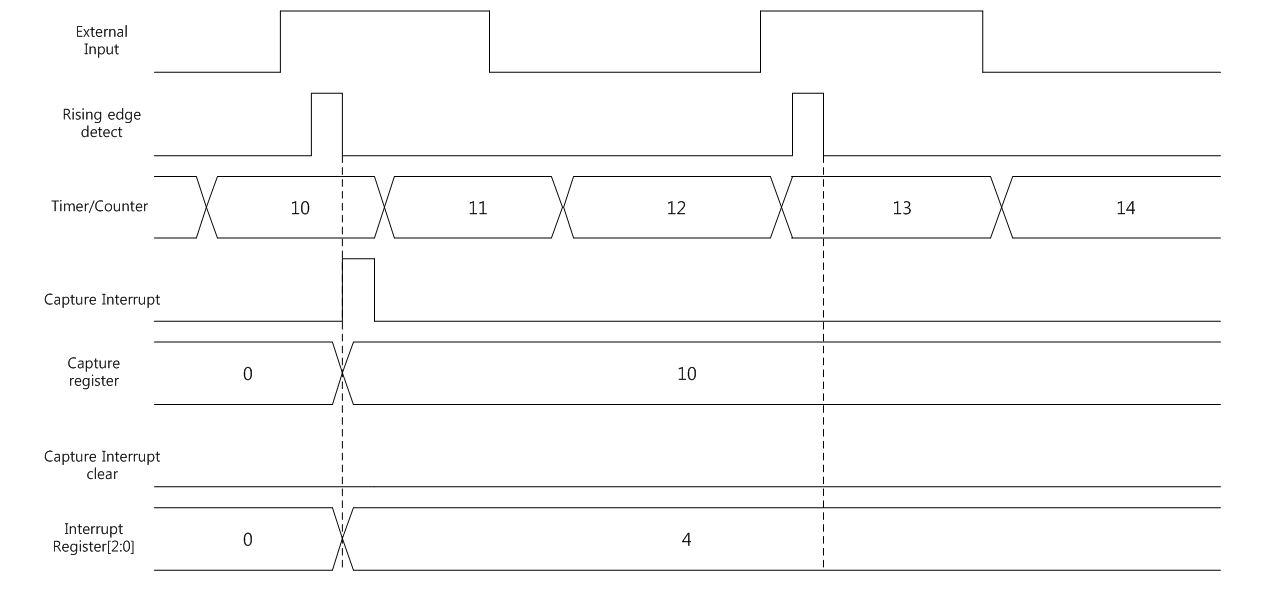 External
Input
Rising edge
detect
Timer/Counter
10
11
12
13
14
Capture Interrupt
Capture
register
0
10
Capture Interrupt
clear
Interrupt
Register[2:0]
0
4